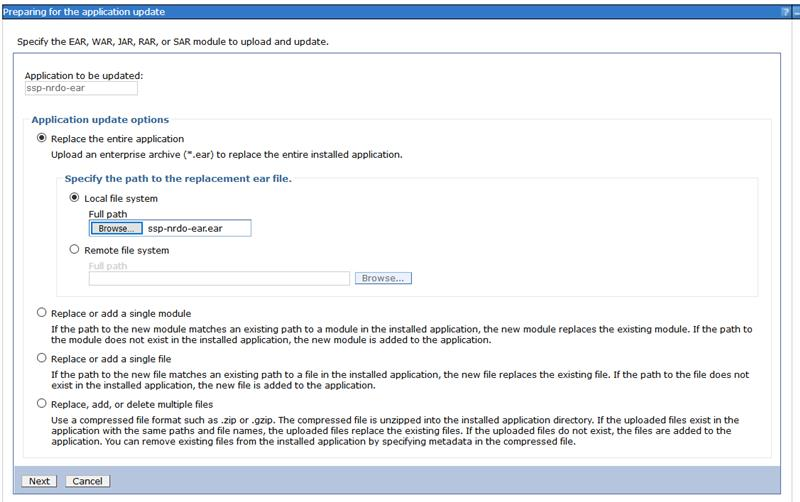 Preparing for the application update
?
Specify the EAR, WAR, JAR, RAR, or SAR module to upload and update.
Application to be updated:
ssp-nrdo-ear
Application update options
Replace the entire application
Upload an enterprise archive (*.ear) to replace the entire installed application.
Specify the path to the replacement ear file.
Local file system
Full path
Browse... ssp-nrdo-ear.ear
Remote file system
Full path
Browse...
Replace or add a single module
If the path to the new module matches an existing path to a module in the installed application, the new module replaces the existing module. If the path to
the module does not exist in the installed application, the new module is added to the application.
Replace or add a single file
If the path to the new file matches an existing path to a file in the installed application, the new file replaces the existing file. If the path to the file does not
exist in the installed application, the new file is added to the application.
Replace, add, or delete multiple files
Use a compressed file format such as .zip or .gzip. The compressed file is unzipped into the installed application directory. If the uploaded files exist in the
application with the same paths and file names, the uploaded files replace the existing files. If the uploaded files do not exist, the files are added to the
application. You can remove existing files from the installed application by specifying metadata in the compressed file.
Next Cancel